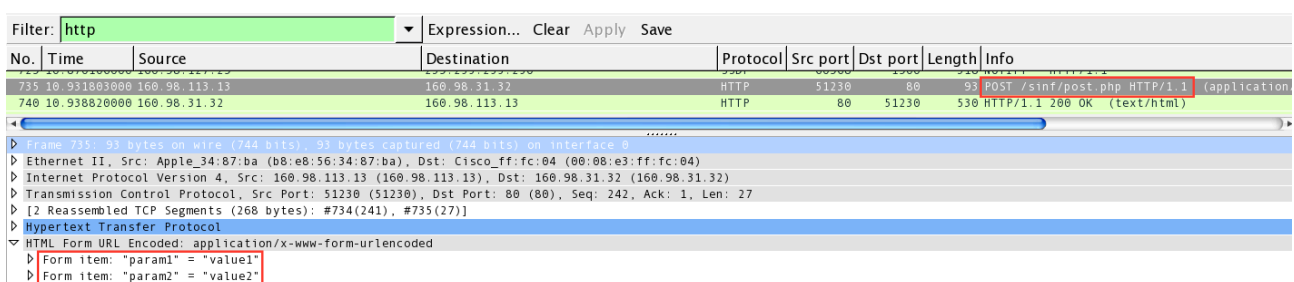 Filter: http Expression... Clear Apply Save
No. Time Source Destination Protocol Src port Dst port Length Info
735 10.931803000 160.98.113.13 160.98.31.32 HTTP 51230 80 93 POST /sinf/post.php HTTP/1.1 (application/
740 10.938820000 160.98.31.32 160.98.113.13 HTTP 80 51230 530 HTTP/1.1 200 OK (text/html)
Frame 735: 93 bytes on wire (744 bits), 93 bytes captured (744 bits) on interface 0
Ethernet II, Src: Apple_34:87:ba (b8:e8:56:34:87:ba), Dst: Cisco_ff:fc:04 (00:08:e3:ff:fc:04)
Internet Protocol Version 4, Src: 160.98.113.13 (160.98.113.13), Dst: 160.98.31.32 (160.98.31.32)
Transmission Control Protocol, Src Port: 51230 (51230), Dst Port: 80 (80), Seq: 242, Ack: 1, Len: 27
[2 Reassembled TCP Segments (268 bytes): #734(241), #735(27)]
Hypertext Transfer Protocol
HTML Form URL Encoded: application/x-www-form-urlencoded
Form item: "param1" = "value1"
Form item: "param2" = "value2"